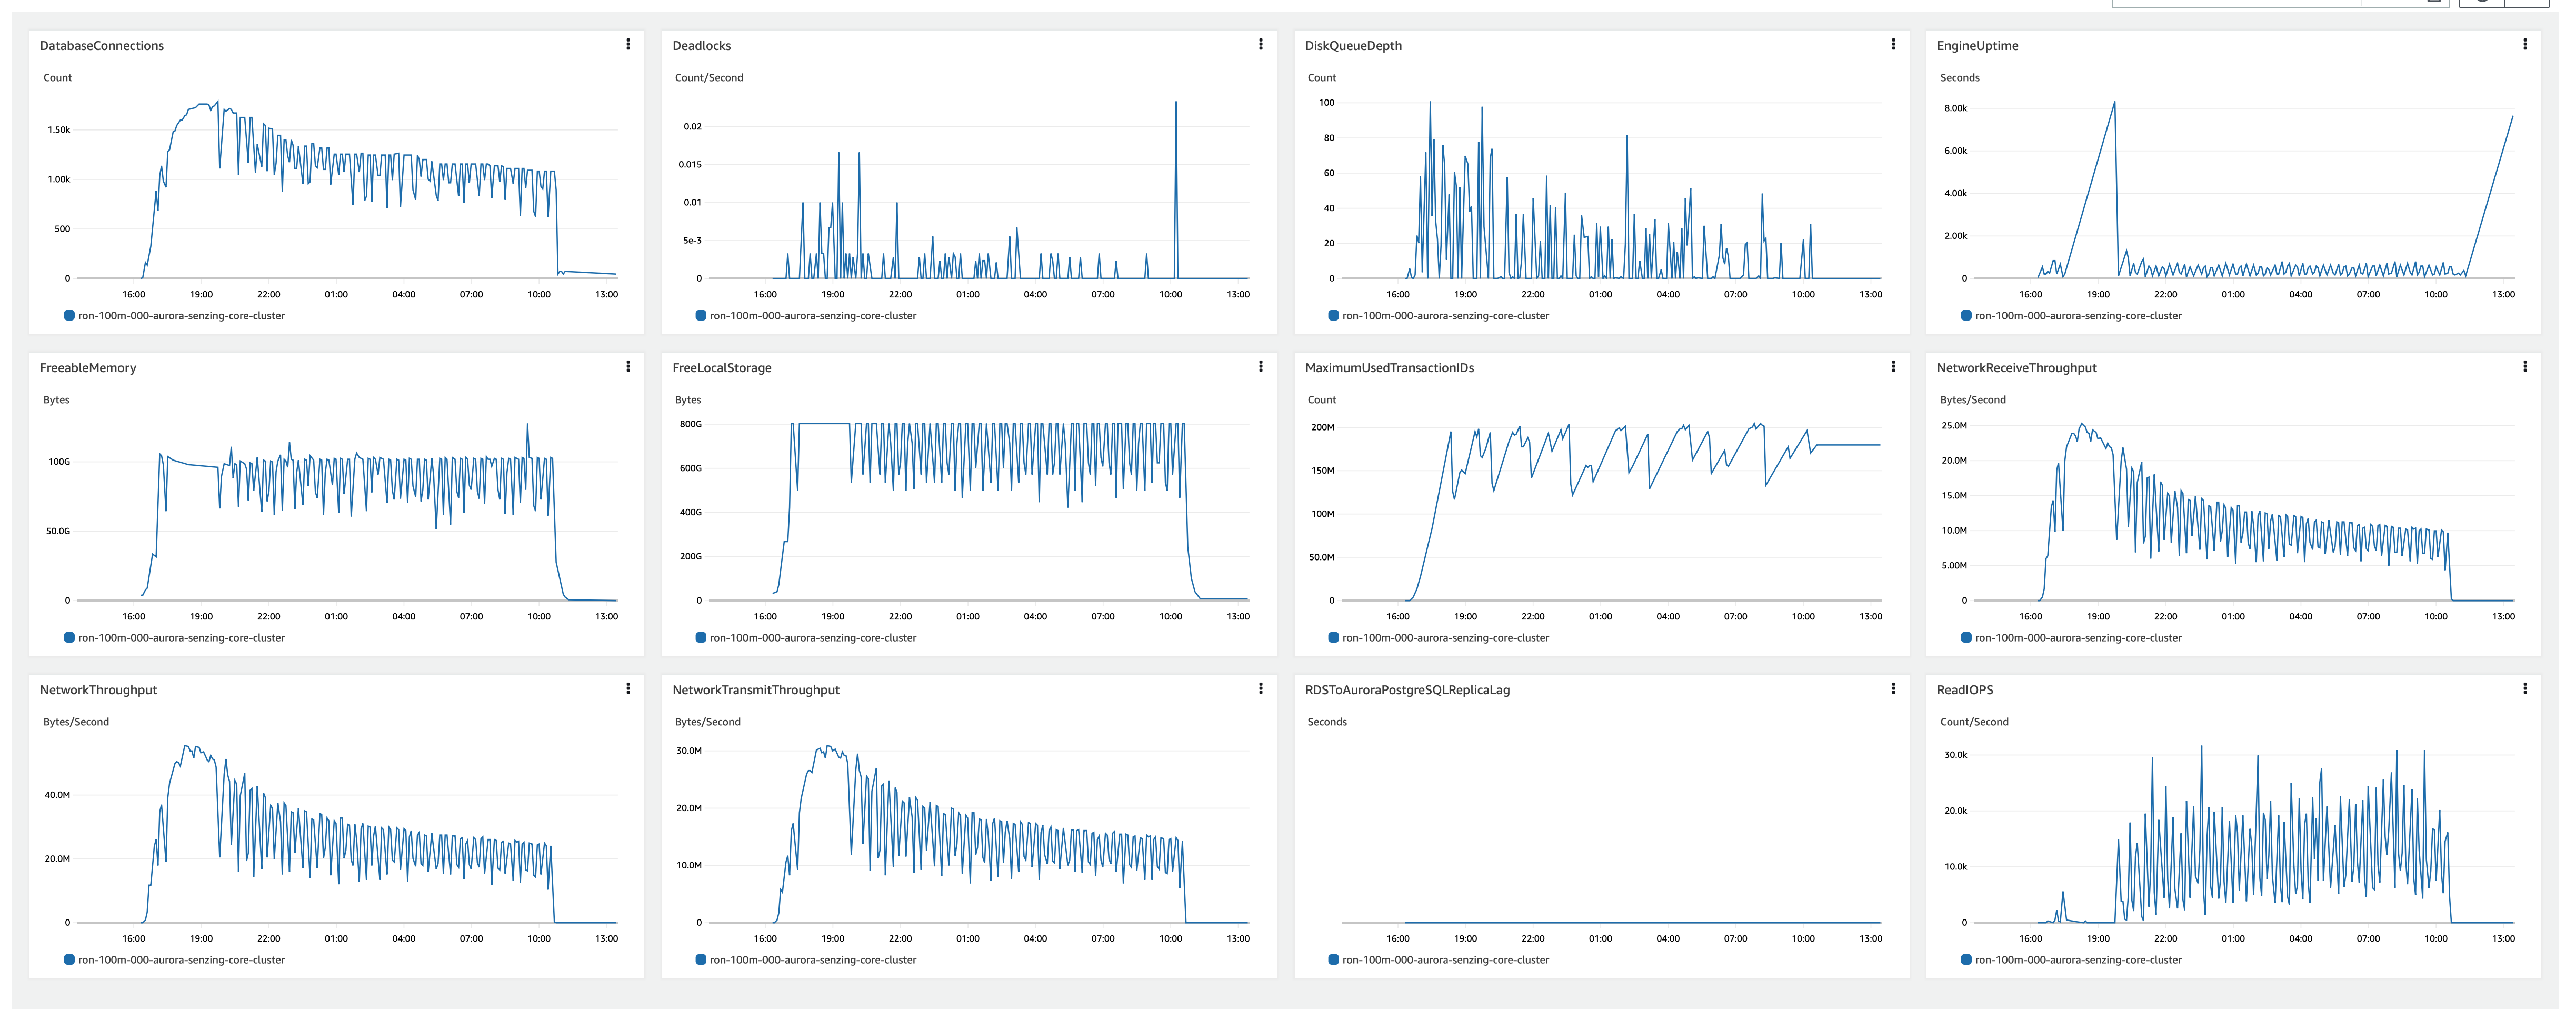 DatabaseConnections
Count
1.50k
1.00k
500
0
16:00 19:00 22:00 01:00 04:00 07:00 10:00 13:00
ron-100m-000-aurora-senzing-core-cluster
Deadlocks
Count/Second
0.02
0.015
0.01
5e-3
0
16:00 19:00 22:00 01:00 04:00 07:00 10:00 13:00
ron-100m-000-aurora-senzing-core-cluster
DiskQueueDepth
Count
100
80
60
40
20
0
16:00 19:00 22:00 01:00 04:00 07:00 10:00 13:00
ron-100m-000-aurora-senzing-core-cluster
EngineUptime
Seconds
8.00k
6.00k
4.00k
2.00k
0
16:00 19:00 22:00 01:00 04:00 07:00 10:00 13:00
ron-100m-000-aurora-senzing-core-cluster
FreeableMemory
Bytes
100G
50.0G
0
16:00 19:00 22:00 01:00 04:00 07:00 10:00 13:00
ron-100m-000-aurora-senzing-core-cluster
FreeLocalStorage
Bytes
800G
600G
400G
200G
0
16:00 19:00 22:00 01:00 04:00 07:00 10:00 13:00
ron-100m-000-aurora-senzing-core-cluster
MaximumUsedTransactionIDs
Count
200M
150M
100M
50.0M
0
16:00 19:00 22:00 01:00 04:00 07:00 10:00 13:00
ron-100m-000-aurora-senzing-core-cluster
NetworkReceiveThroughput
Bytes/Second
25.0M
20.0M
15.0M
10.0M
5.00M
0
16:00 19:00 22:00 01:00 04:00 07:00 10:00 13:00
ron-100m-000-aurora-senzing-core-cluster
NetworkThroughput
Bytes/Second
40.0M
20.0M
0
16:00 19:00 22:00 01:00 04:00 07:00 10:00 13:00
ron-100m-000-aurora-senzing-core-cluster
NetworkTransmitThroughput
Bytes/Second
30.0M
20.0M
10.0M
0
16:00 19:00 22:00 01:00 04:00 07:00 10:00 13:00
ron-100m-000-aurora-senzing-core-cluster
RDSToAuroraPostgreSQLReplicaLag
Seconds
16:00 19:00 22:00 01:00 04:00 07:00 10:00 13:00
ron-100m-000-aurora-senzing-core-cluster
ReadIOPS
Count/Second
30.0k
20.0k
10.0k
0
16:00 19:00 22:00 01:00 04:00 07:00 10:00 13:00
ron-100m-000-aurora-senzing-core-cluster